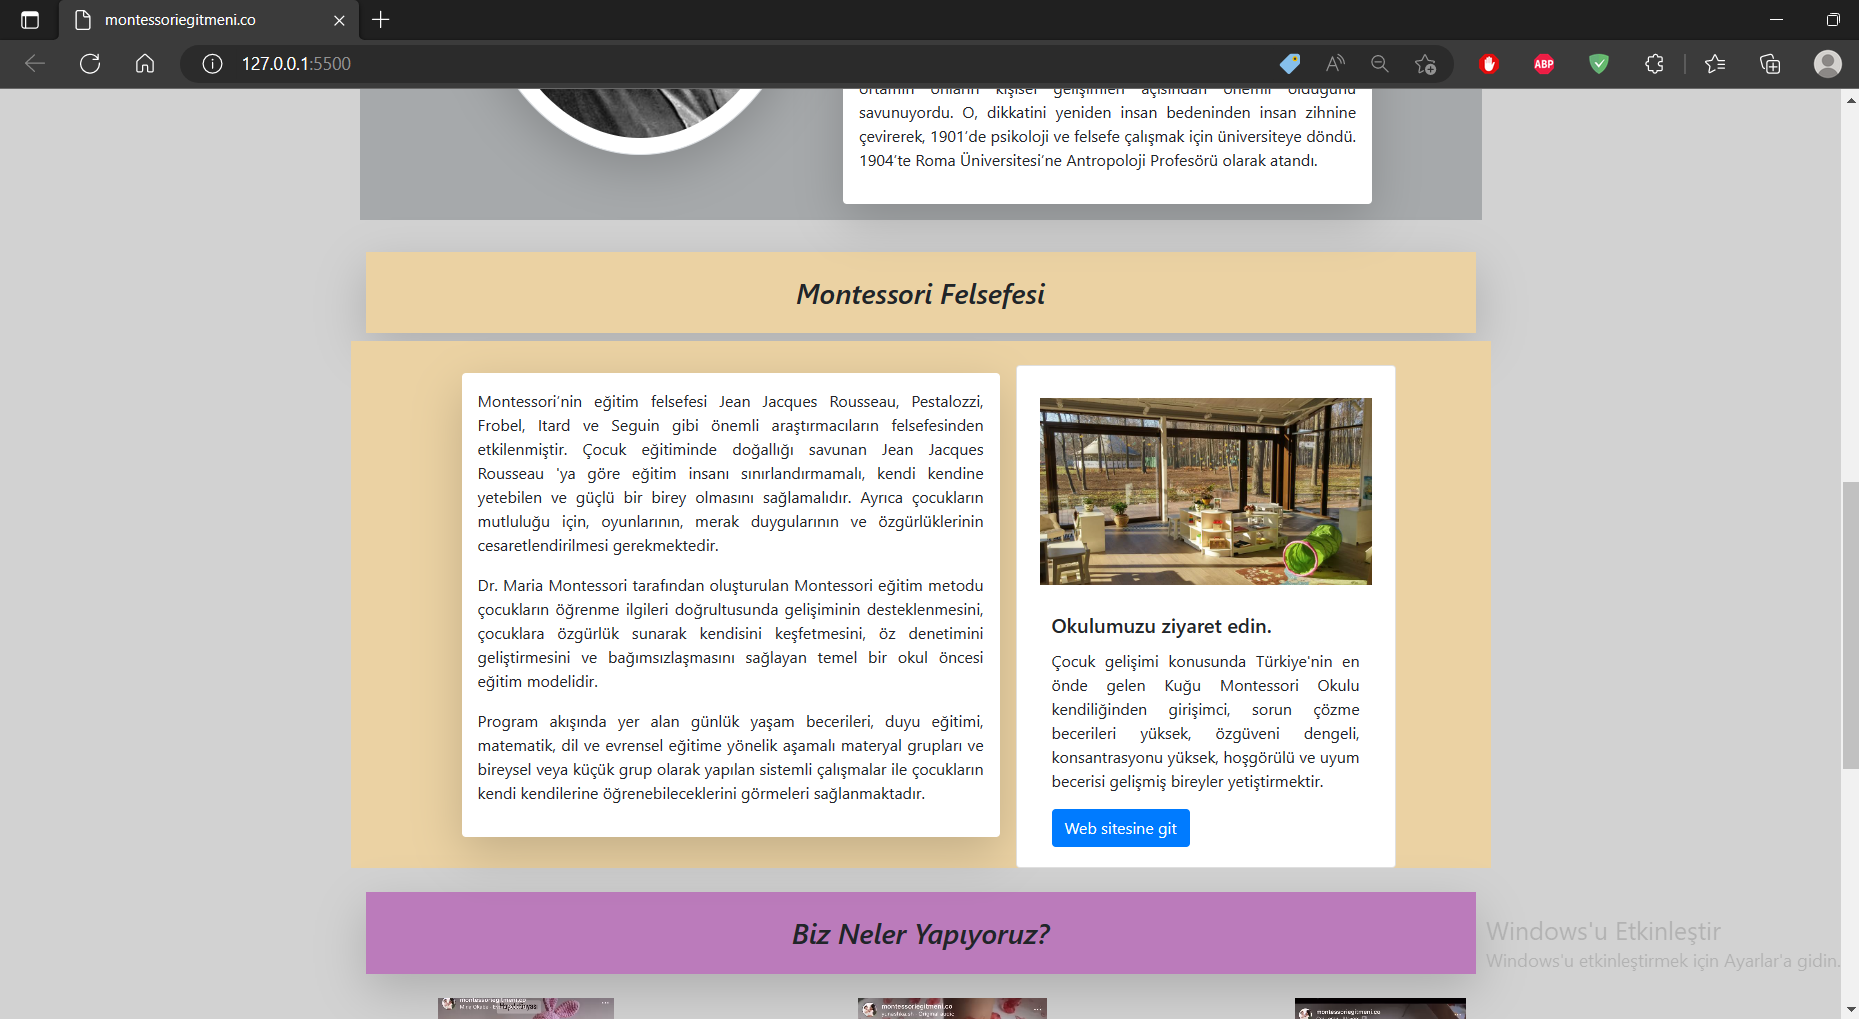 montessoriegitmeni.co
127.0.0.1:5500
ABP
ortamın onların kişisel gelişimleri açısından önemli olduğunu
savunuyordu. O, dikkatini yeniden insan bedeninden insan zihnine
çevirerek, 1901'de psikoloji ve felsefe çalışmak için üniversiteye döndü.
1904'te Roma Üniversitesi'ne Antropoloji Profesörü olarak atandı.
Montessori Felsefesi
Montessori'nin eğitim felsefesi Jean Jacques Rousseau, Pestalozzi,
Frobel, Itard ve Seguin gibi önemli araştırmacıların felsefesinden
etkilenmiştir. Çocuk eğitiminde doğallığı savunan Jean Jacques
Rousseau 'ya göre eğitim insanı sınırlandırmamalı, kendi kendine
yetebilen ve güçlü bir birey olmasını sağlamalıdır. Ayrıca çocukların
mutluluğu için, oyunlarının, merak duygularının ve özgürlüklerinin
cesaretlendirilmesi gerekmektedir.
Dr. Maria Montessori tarafından oluşturulan Montessori eğitim metodu
çocukların öğrenme ilgileri doğrultusunda gelişiminin desteklenmesini,
çocuklara özgürlük sunarak kendisini keşfetmesini, öz denetimini
geliştirmesini ve bağımsızlaşmasını sağlayan temel bir okul öncesi
eğitim modelidir.
Program akışında yer alan günlük yaşam becerileri, duyu eğitimi,
matematik, dil ve evrensel eğitime yönelik aşamalı materyal grupları ve
bireysel veya küçük grup olarak yapılan sistemli çalışmalar ile çocukların
kendi kendilerine öğrenebileceklerini görmeleri sağlanmaktadır.
Okulumuzu ziyaret edin.
Çocuk gelişimi konusunda Türkiye'nin en
önde gelen Kuğu Montessori Okulu
kendiliğinden girişimci, sorun çözme
becerileri yüksek, özgüveni dengeli,
konsantrasyonu yüksek, hoşgörülü ve uyum
becerisi gelişmiş bireyler yetiştirmektir.
Web sitesine git
Biz Neler Yapıyoruz?
Windows'u Etkinleştir
Windows'u etkinleştirmek için Ayarlar'a gidin.
montessoriegitmeni.co
montessoriegitmeni.co
yunushka.sh · Original audio
montessoriegitmeni.co